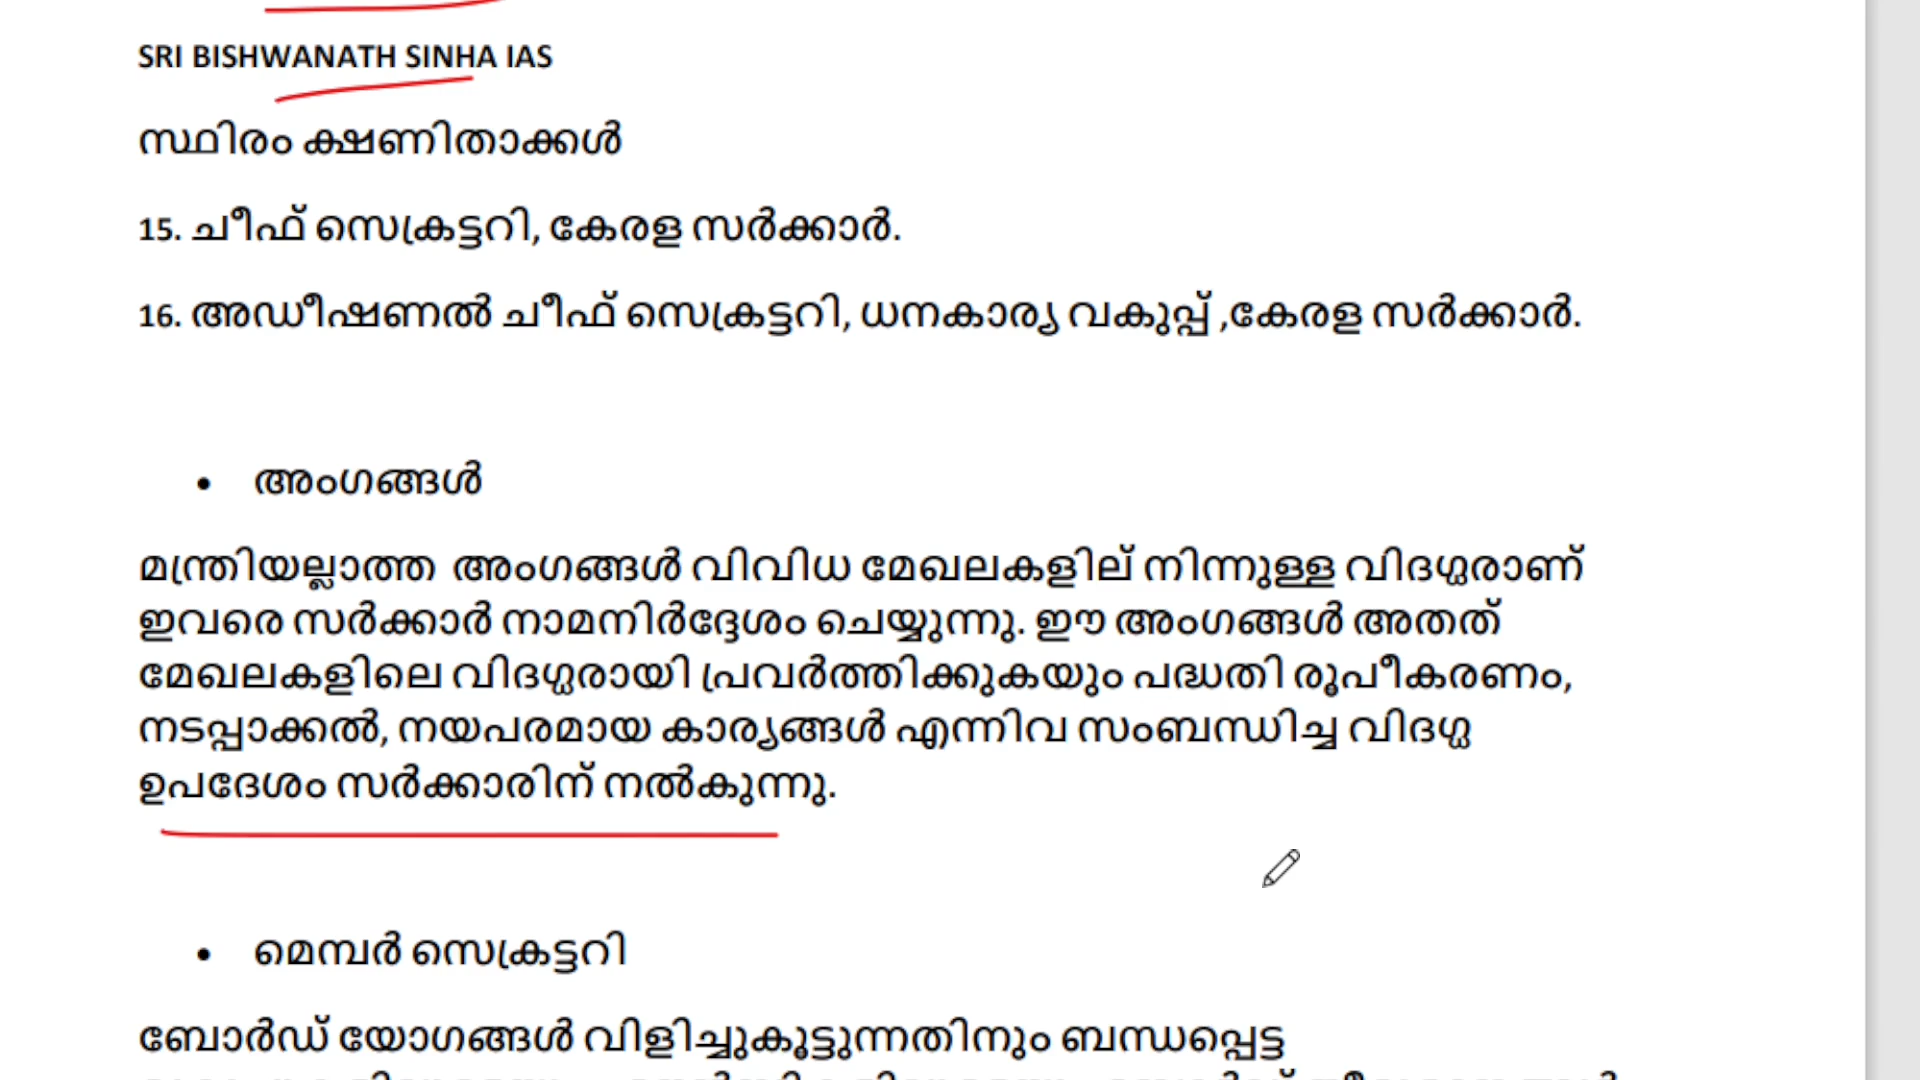 SRI BISHWANATH SINHA IAS
സ്ഥിരം ക്ഷണിതാക്കൾ
15. ചീഫ് സെക്രട്ടറി, കേരള സർക്കാർ.
16. അഡീഷണൽ ചീഫ് സെക്രട്ടറി, ധനകാര്യ വകുപ്പ് ,കേരള സർക്കാർ.
• അംഗങ്ങൾ
മന്ത്രിയല്ലാത്ത അംഗങ്ങൾ വിവിധ മേഖലകളില് നിന്നുള്ള വിദഗ്ദ്ധരാണ്
ഇവരെ സർക്കാർ നാമനിർദ്ദേശം ചെയ്യുന്നു. ഈ അംഗങ്ങൾ അതത്
മേഖലകളിലെ വിദഗ്ദ്ധരായി പ്രവർത്തിക്കുകയും പദ്ധതി രൂപീകരണം,
നടപ്പാക്കൽ, നയപരമായ കാര്യങ്ങൾ എന്നിവ സംബന്ധിച്ച വിദഗ്ദ്ധ
ഉപദേശം സർക്കാരിന് നൽകുന്നു.
• മെമ്പർ സെക്രട്ടറി
ബോർഡ് യോഗങ്ങൾ വിളിച്ചുകൂട്ടുന്നതിനും ബന്ധപ്പെട്ട